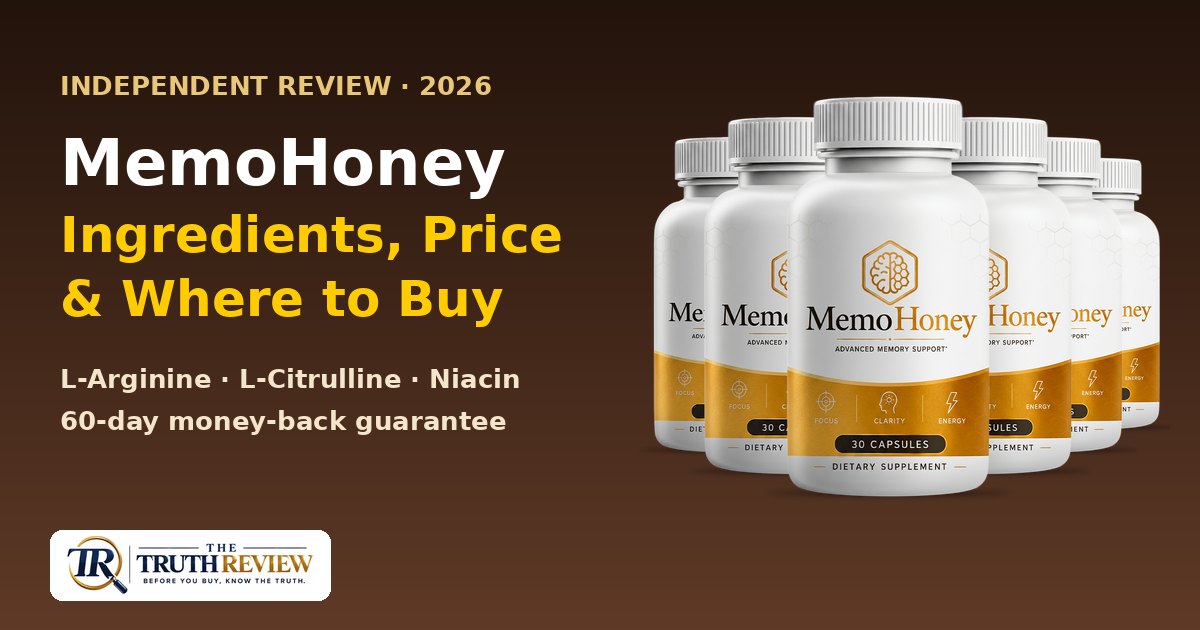 INDEPENDENT REVIEW · 2026
MemoHoney
Ingredients, Price
& Where to Buy
L-Arginine · L-Citrulline · Niacin
60-day money-back guarantee
TR
THE
TRUTH REVIEW
BEFORE YOU BUY, KNOW THE TRUTH.
MemoHoney
ADVANCED MEMORY SUPPORT*
FOCUS
CLARITY
ENERGY
30 CAPSULES
DIETARY SUPPLEMENT